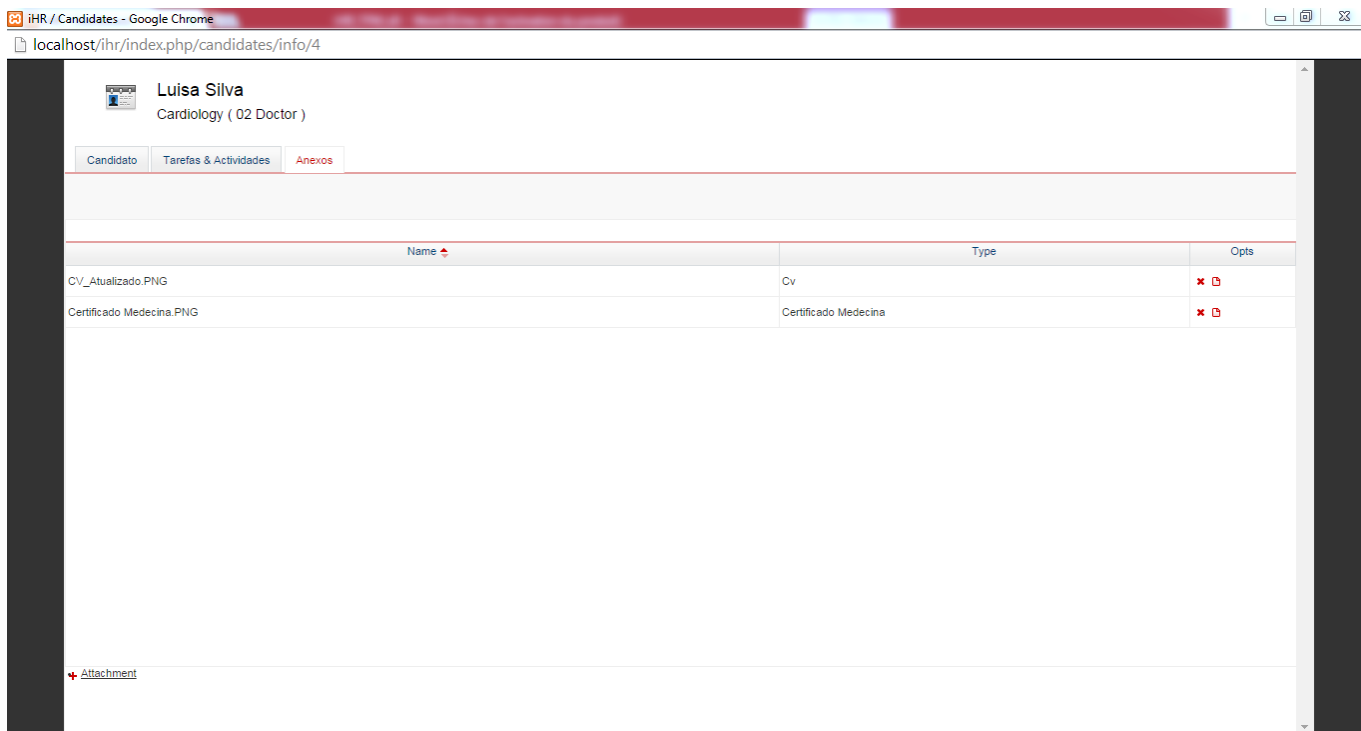 iHR / Candidates - Google Chrome
localhost/ihr/index.php/candidates/info/4
Luisa Silva
Cardiology ( 02 Doctor )
Candidato Tarefas & Actividades Anexos
Name Type Opts
CV_Atualizado.PNG Cv
Certificado Medecina.PNG Certificado Medecina
Attachment